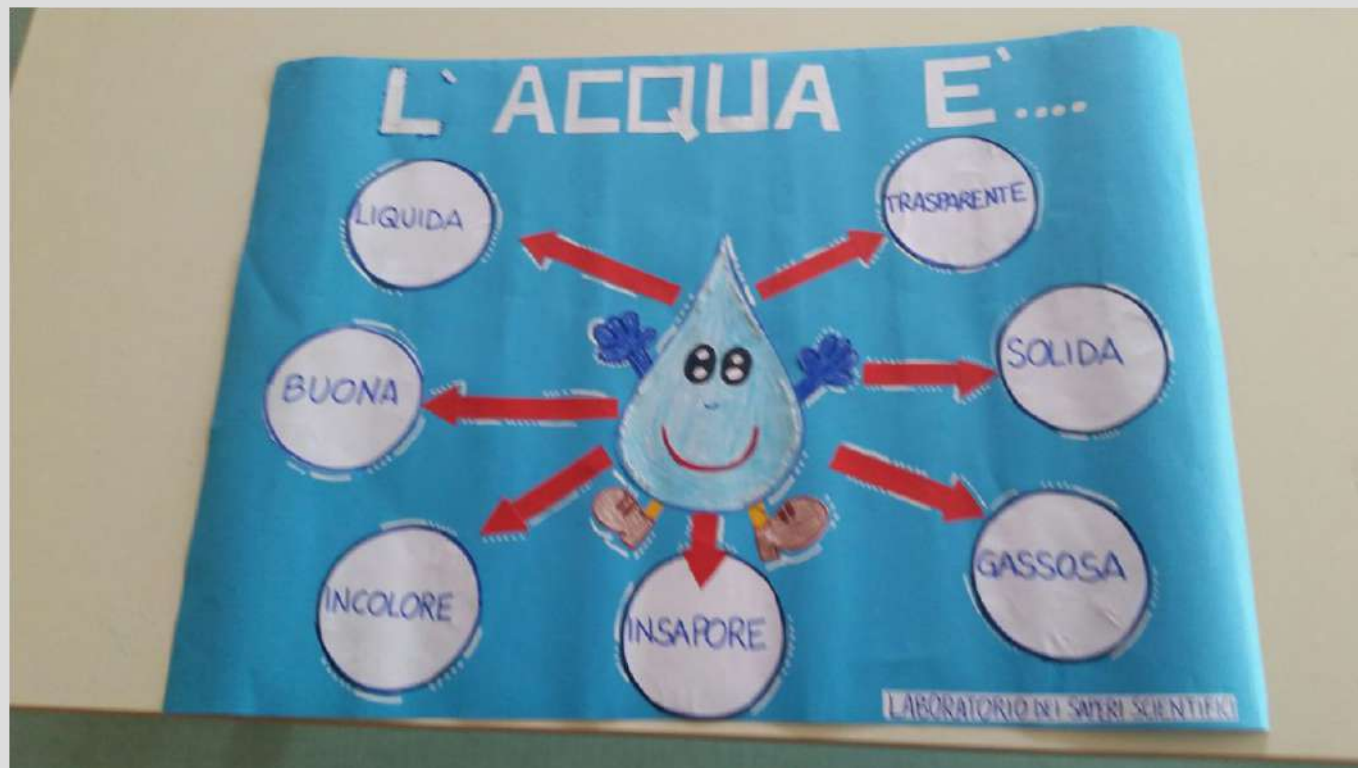 L` ACQUA E`....
LIQUIDA
TRASPARENTE
BUONA
SOLIDA
INCOLORE
INSAPORE
GASSOSA
LABORATORIO DEI SAPERI SCIENTIFICI